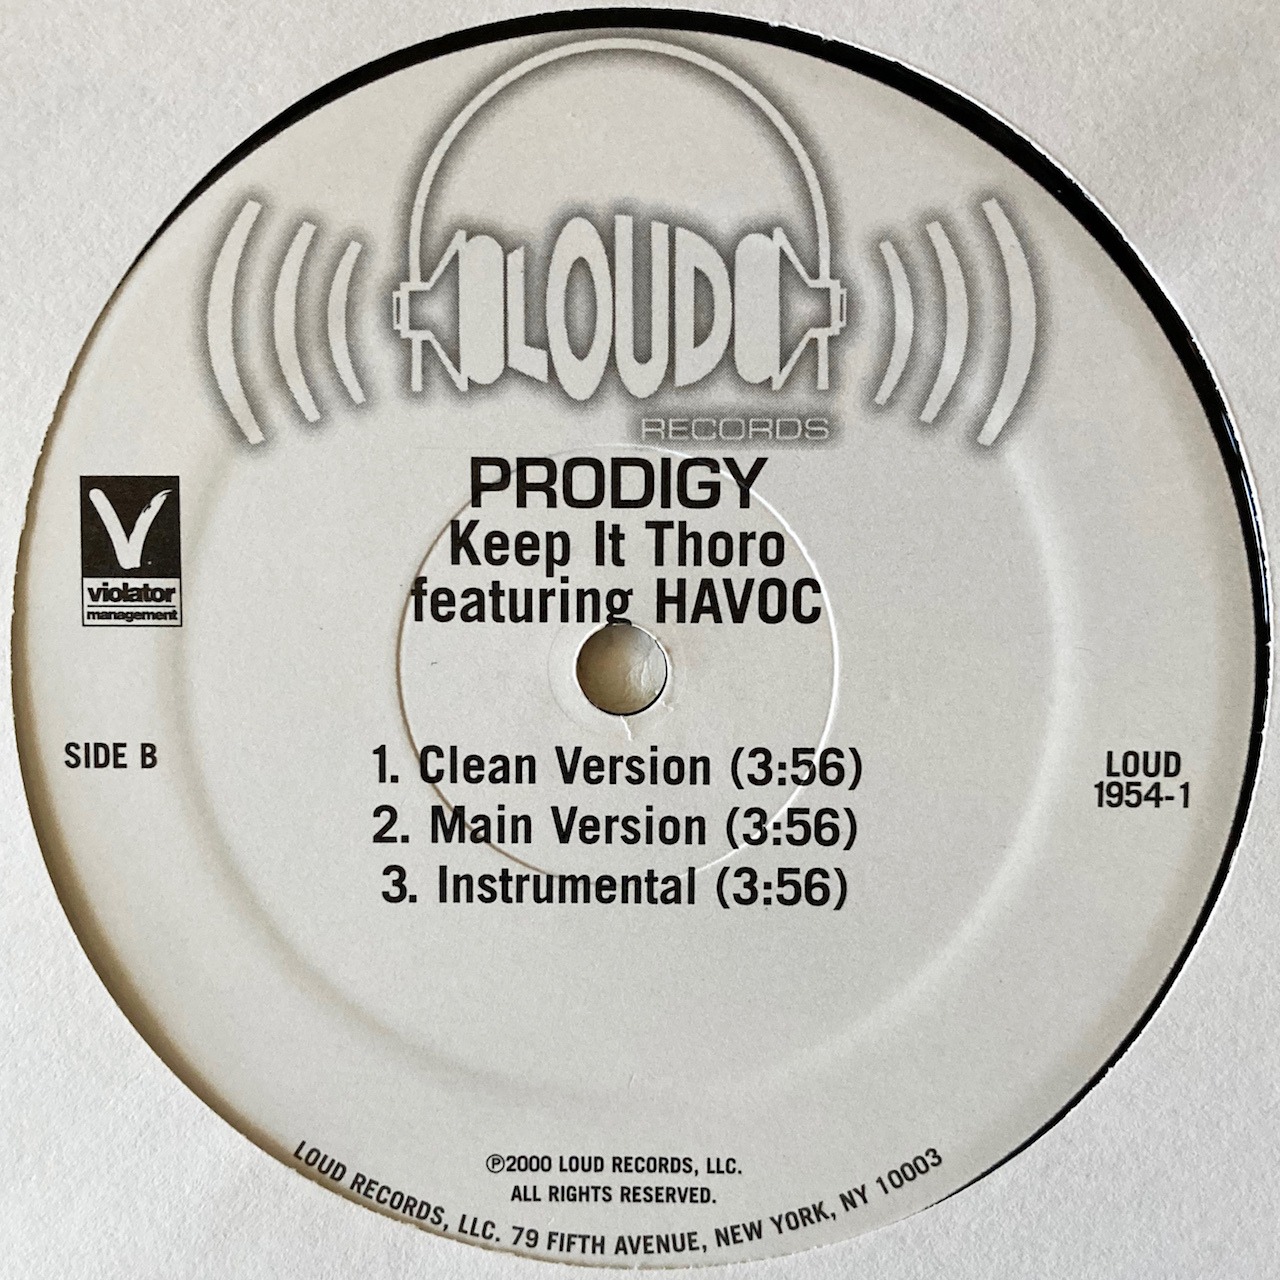 LOUD
RECORDS
PRODIGY
Keep It Thoro
featuring HAVOC
V
violator
management
SIDE B
1. Clean Version (3:56)
2. Main Version (3:56)
3. Instrumental (3:56)
LOUD
1954-1
℗2000 LOUD RECORDS, LLC.
ALL RIGHTS RESERVED.
LOUD RECORDS, LLC. 79 FIFTH AVENUE, NEW YORK, NY 10003